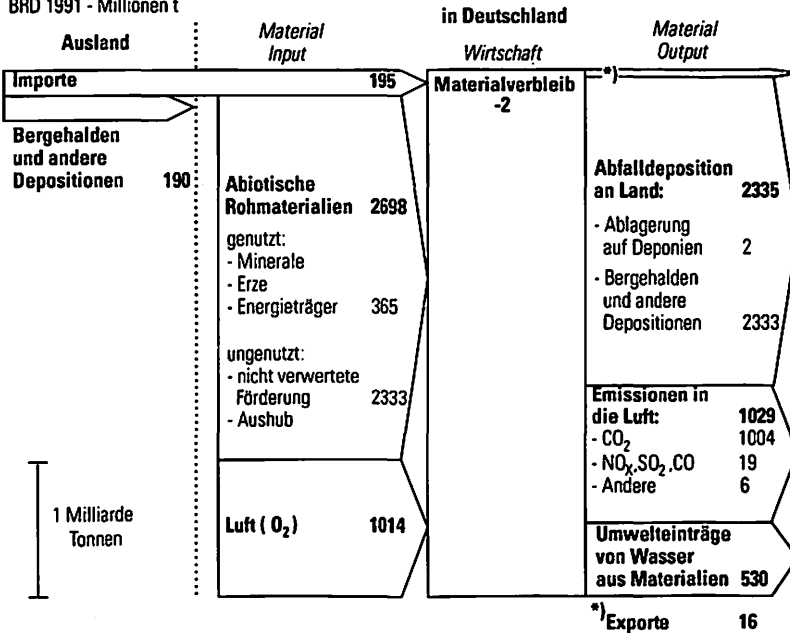 BRD 1991 - Millionen t
in Deutschland
Ausland
Material
Input
Wirtschaft
Material
Output
Importe 195
Materialverbleib
-2
*)
Bergehalden
und andere
Depositionen 190
Abiotische
Rohmaterialien 2698
genutzt:
- Minerale
- Erze
- Energieträger 365
ungenutzt:
- nicht verwertete
Förderung 2333
- Aushub
Luft ( O₂ ) 1014
1 Milliarde
Tonnen
Abfalldeposition
an Land: 2335
- Ablagerung
auf Deponien 2
- Bergehalden
und andere
Depositionen 2333
Emissionen in
die Luft: 1029
- CO₂ 1004
- NOₓ,SO₂,CO 19
- Andere 6
Umwelteinträge
von Wasser
aus Materialien 530
*) Exporte 16